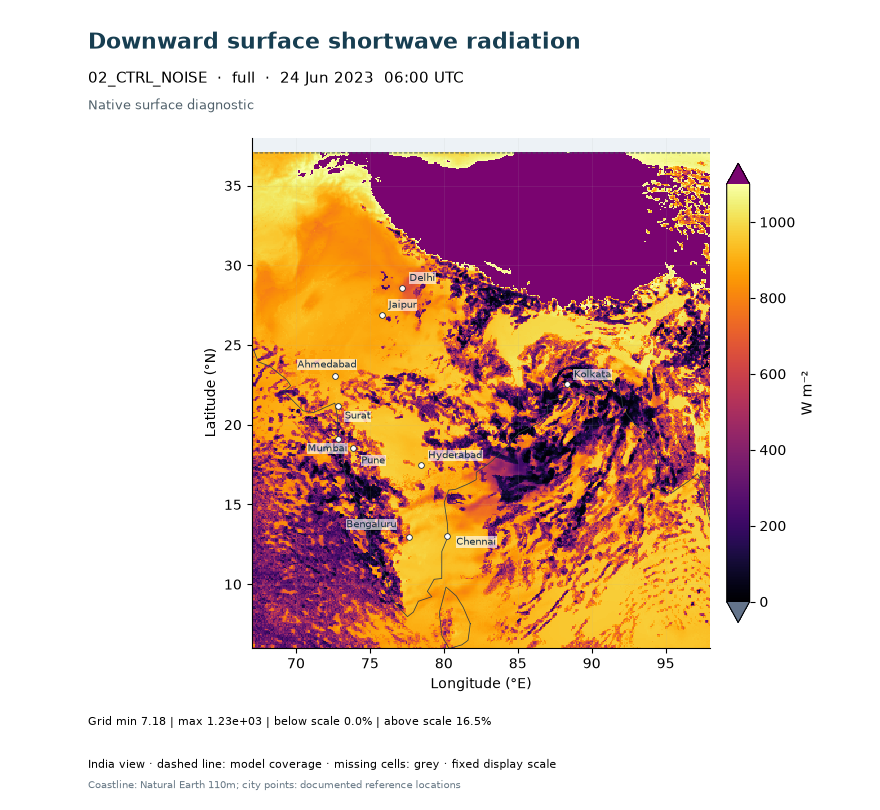 Downward surface shortwave radiation
02_CTRL_NOISE · full · 24 Jun 2023 06:00 UTC
Native surface diagnostic
35
30
25
20
15
10
Latitude (°N)
70
75
80
85
90
95
Longitude (°E)
Delhi
Jaipur
Ahmedabad
Kolkata
Surat
Mumbai
Pune
Hyderabad
Bengaluru
Chennai
1000
800
600
400
200
0
W m⁻²
Grid min 7.18 | max 1.23e+03 | below scale 0.0% | above scale 16.5%
India view · dashed line: model coverage · missing cells: grey · fixed display scale
Coastline: Natural Earth 110m; city points: documented reference locations